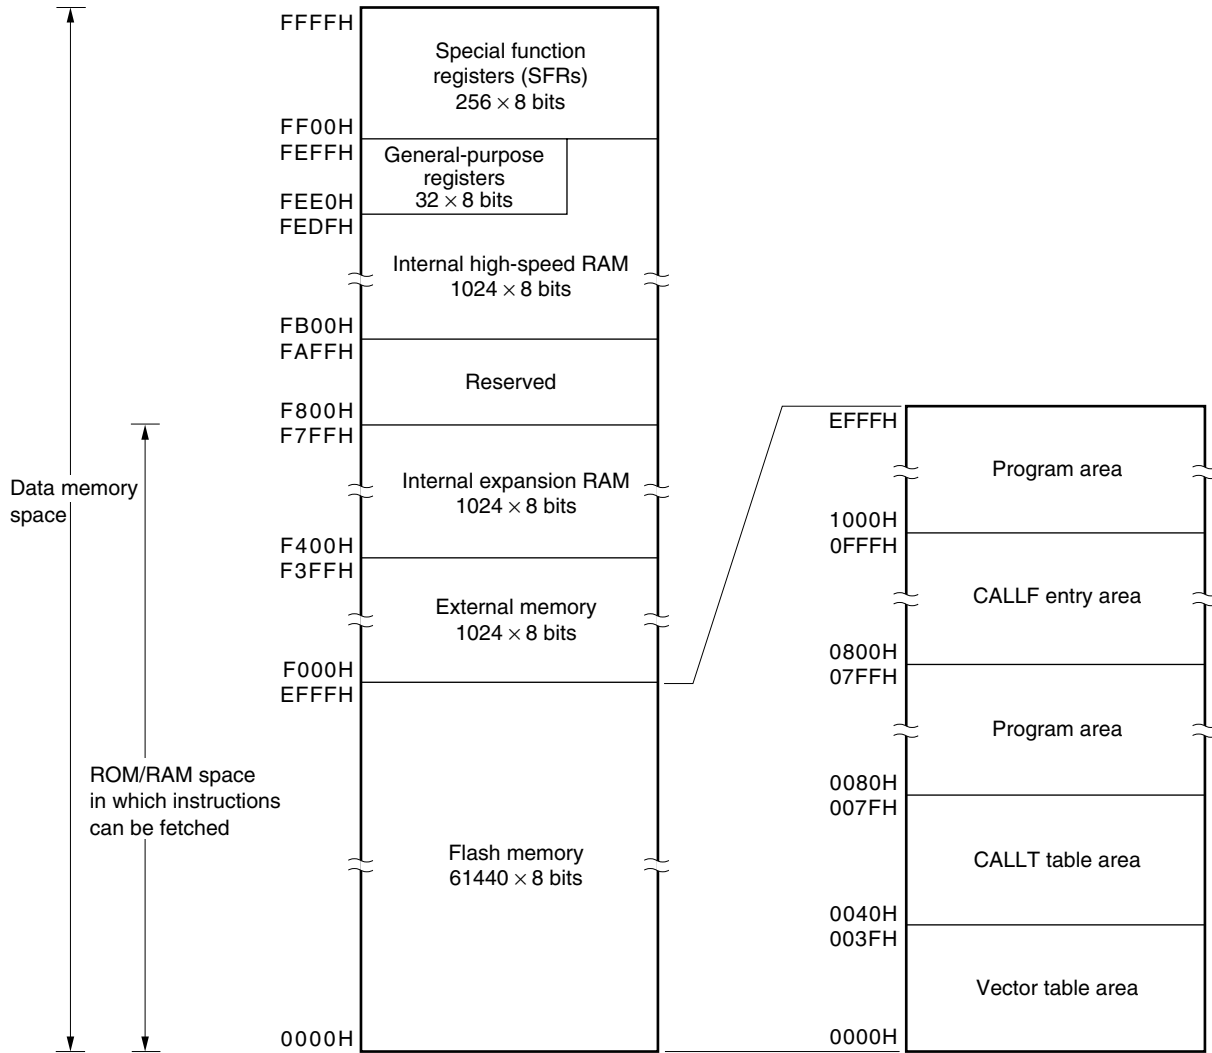 FFFFH
Special function
registers (SFRs)
256 × 8 bits
FF00H
FEFFH
General-purpose
registers
32 × 8 bits
FEE0H
FEDFH
Internal high-speed RAM
1024 × 8 bits
FB00H
FAFFH
Reserved
F800H
F7FFH
Data memory
space
Internal expansion RAM
1024 × 8 bits
F400H
F3FFH
External memory
1024 × 8 bits
F000H
EFFFH
ROM/RAM space
in which instructions
can be fetched
Flash memory
61440 × 8 bits
0000H
EFFFH
Program area
1000H
0FFFH
CALLF entry area
0800H
07FFH
Program area
0080H
007FH
CALLT table area
0040H
003FH
Vector table area
0000H